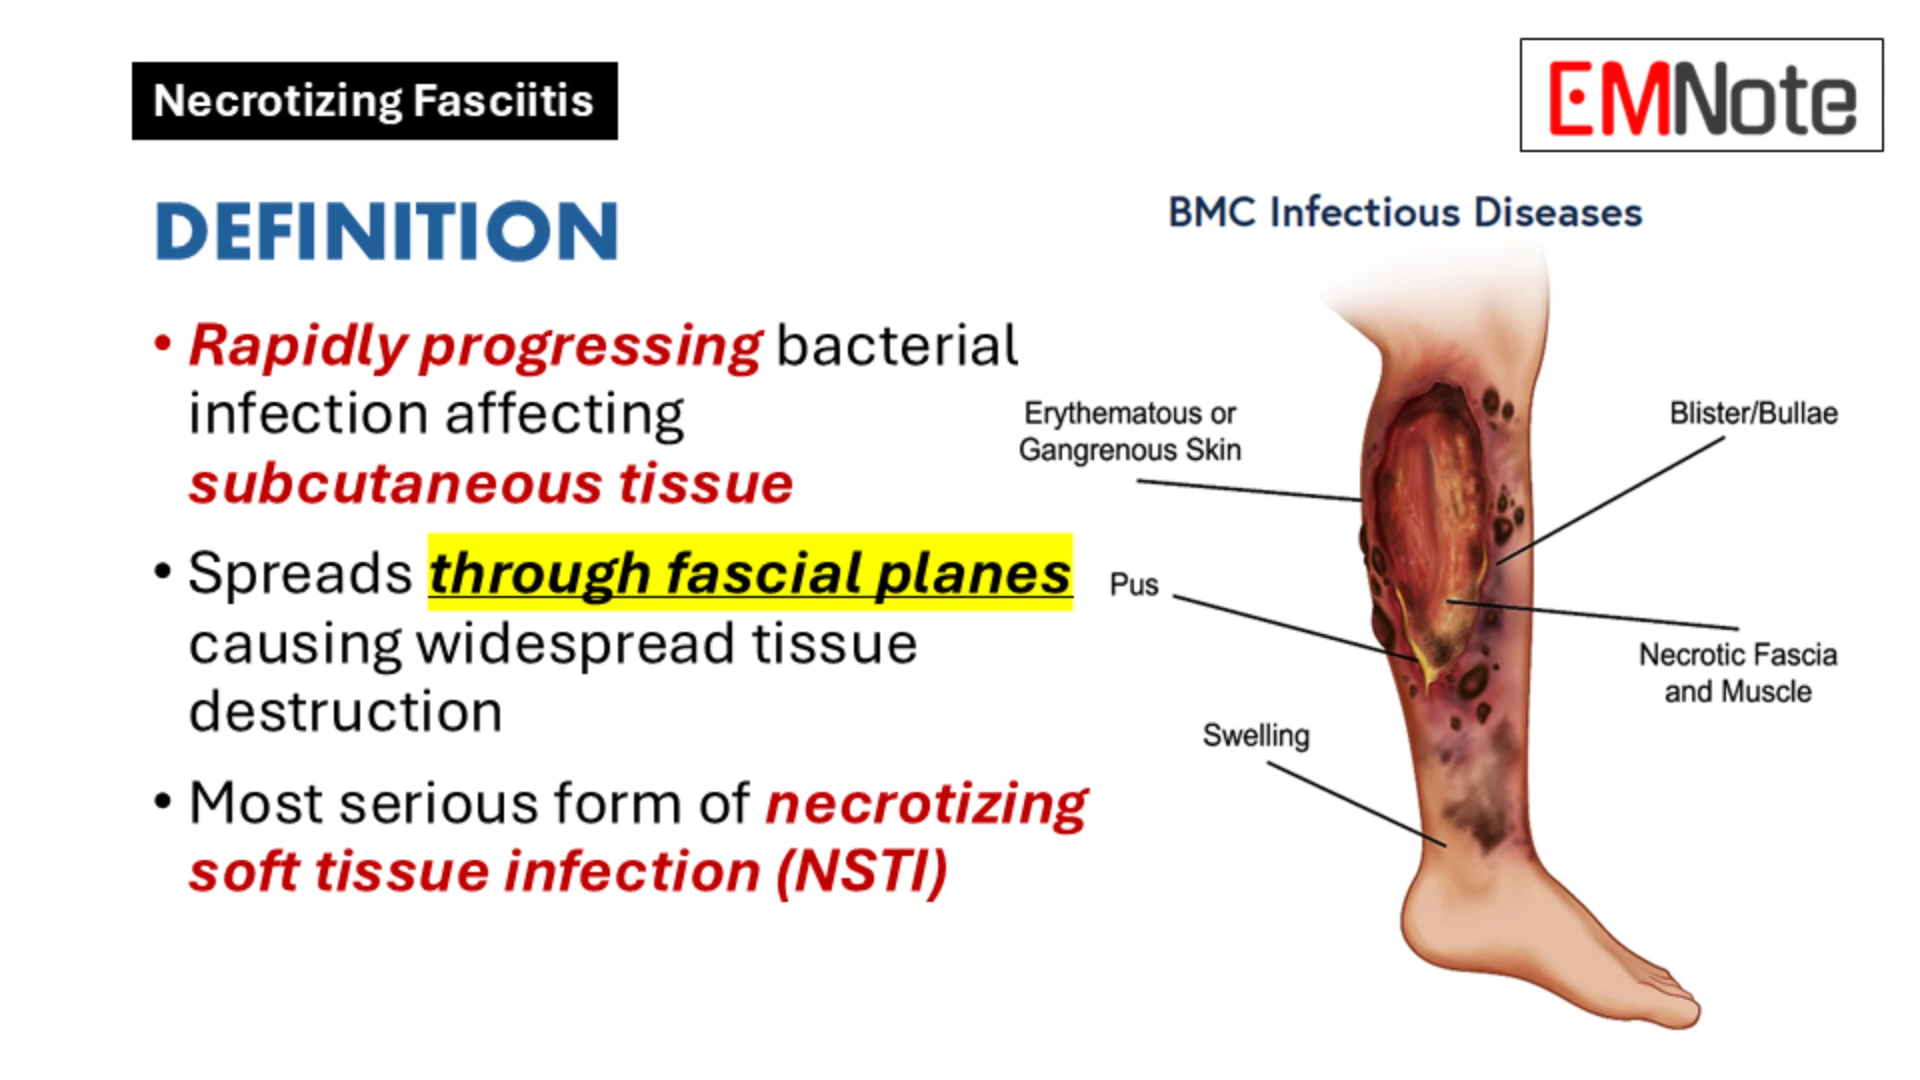 Necrotizing Fasciitis
EMNote
DEFINITION
• Rapidly progressing bacterial
infection affecting
subcutaneous tissue
• Spreads through fascial planes
causing widespread tissue
destruction
• Most serious form of necrotizing
soft tissue infection (NSTI)
BMC Infectious Diseases
Erythematous or
Gangrenous Skin
Blister/Bullae
Pus
Necrotic Fascia
and Muscle
Swelling